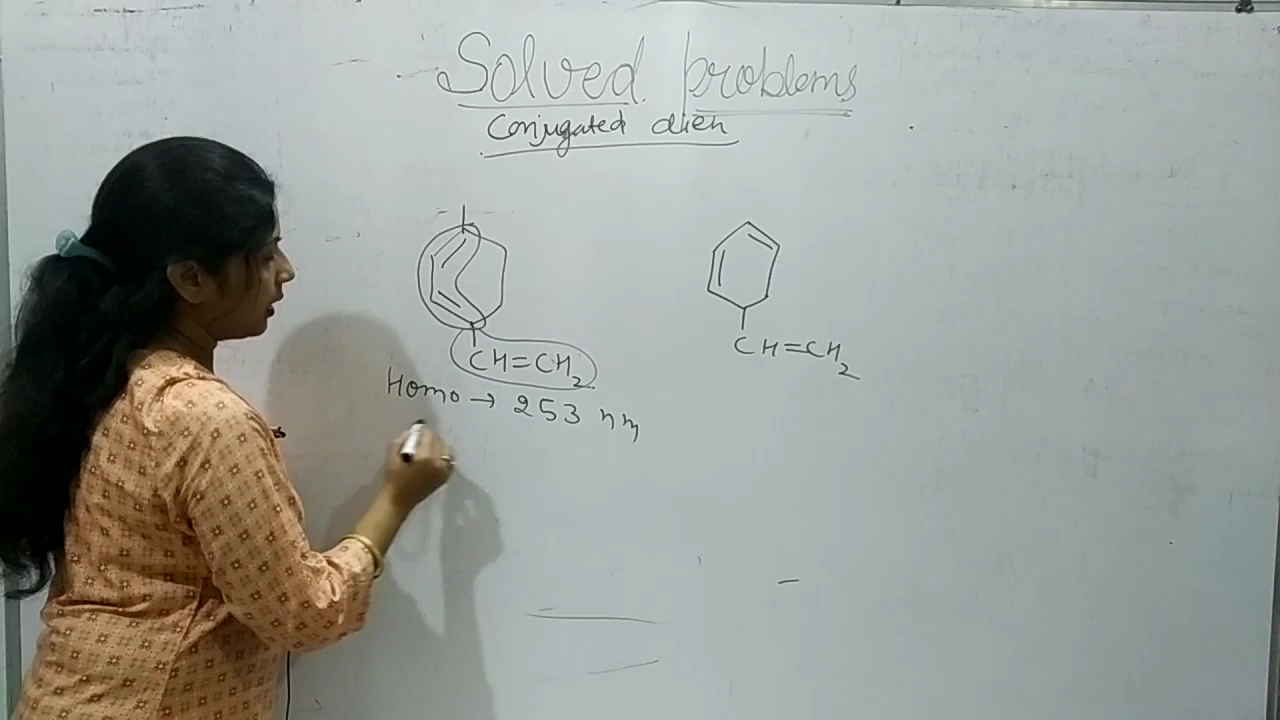 Solved problems
Conjugated dien
CH=CH2
CH=CH2
Homo → 253 nm